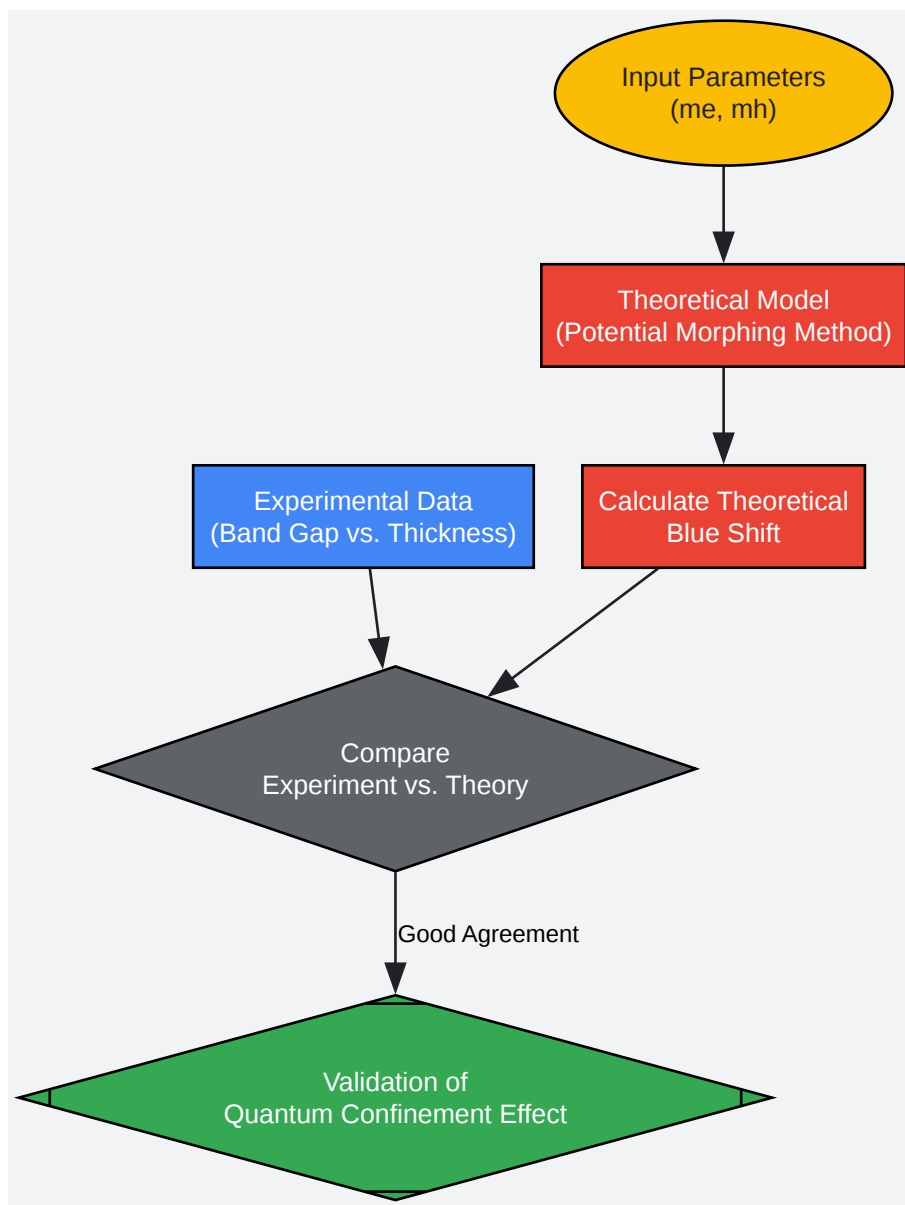 Input Parameters
(me, mh)
Theoretical Model
(Potential Morphing Method)
Experimental Data
(Band Gap vs. Thickness)
Calculate Theoretical
Blue Shift
Compare
Experiment vs. Theory
Good Agreement
Validation of
Quantum Confinement Effect